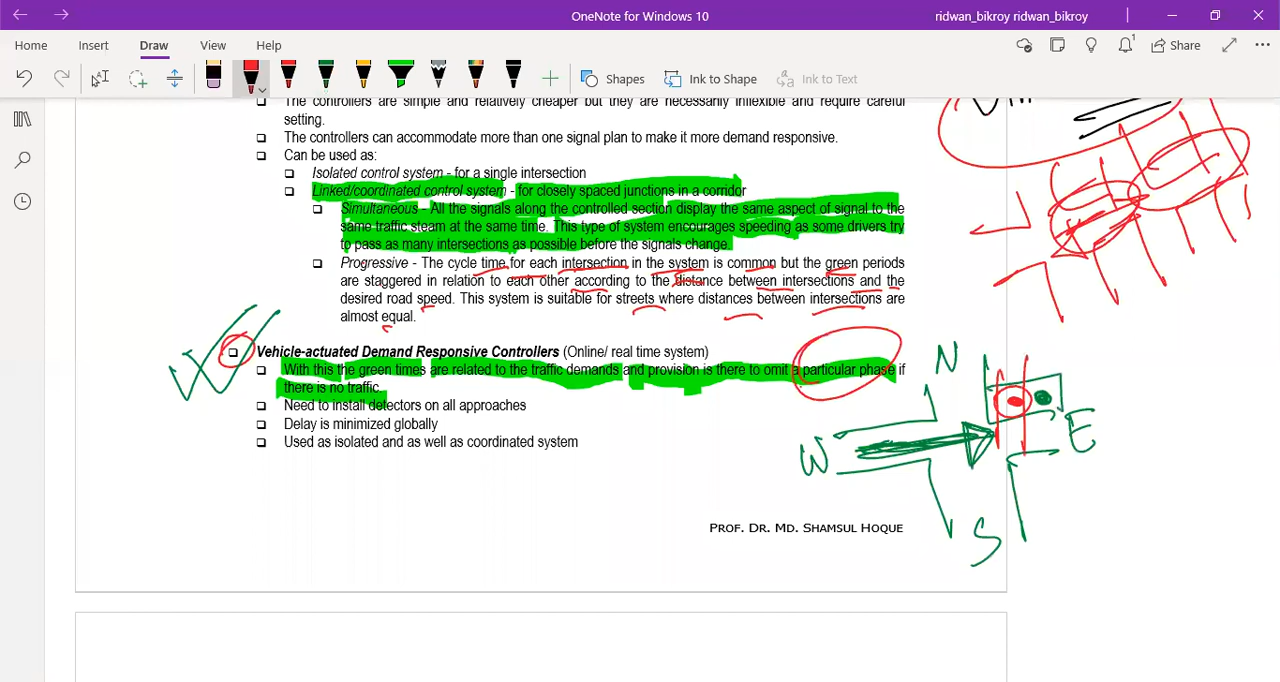 OneNote for Windows 10
ridwan_bikroy ridwan_bikroy
Home Insert Draw View Help
Share
Shapes Ink to Shape Ink to Text
The controllers are simple and relatively cheaper but they are necessarily inflexible and require careful
setting.
The controllers can accommodate more than one signal plan to make it more demand responsive.
Can be used as:
Isolated control system - for a single intersection
Linked/coordinated control system - for closely spaced junctions in a corridor
Simultaneous - All the signals along the controlled section display the same aspect of signal to the
same traffic steam at the same time. This type of system encourages speeding as some drivers try
to pass as many intersections as possible before the signals change.
Progressive - The cycle time for each intersection in the system is common but the green periods
are staggered in relation to each other according to the distance between intersections and the
desired road speed. This system is suitable for streets where distances between intersections are
almost equal.
Vehicle-actuated Demand Responsive Controllers (Online/ real time system)
With this the green times are related to the traffic demands and provision is there to omit a particular phase if
there is no traffic.
Need to install detectors on all approaches
Delay is minimized globally
Used as isolated and as well as coordinated system
N
W
E
S
PROF. DR. MD. SHAMSUL HOQUE